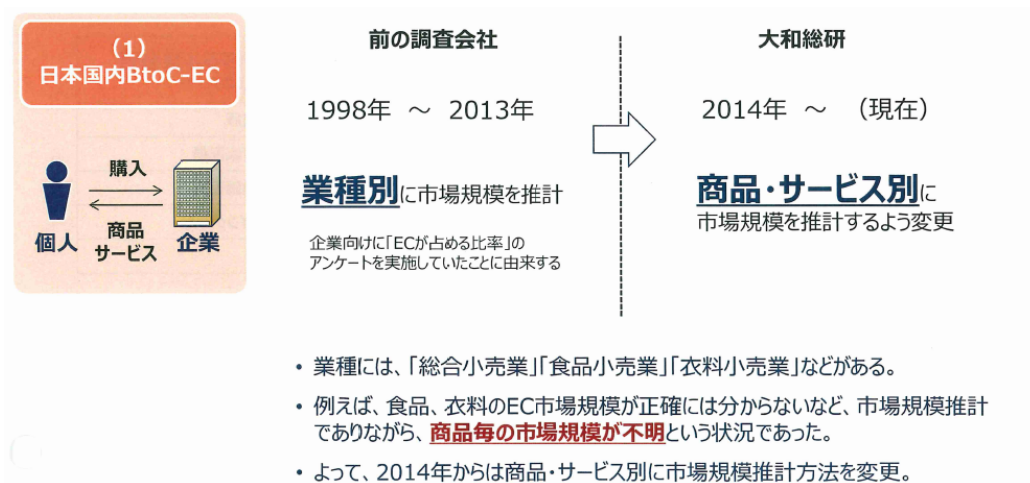 (1)
日本国内BtoC-EC
購入
個人
商品
サービス
企業
前の調査会社
1998年 ～ 2013年
業種別に市場規模を推計
企業向けに「ECが占める比率」の
アンケートを実施していたことに由来する
大和総研
2014年 ～ （現在）
商品・サービス別に
市場規模を推計するよう変更
• 業種には、「総合小売業」「食品小売業」「衣料小売業」などがある。
• 例えば、食品、衣料のEC市場規模が正確には分からないなど、市場規模推計
でありながら、商品毎の市場規模が不明という状況であった。
• よって、2014年からは商品・サービス別に市場規模推計方法を変更。